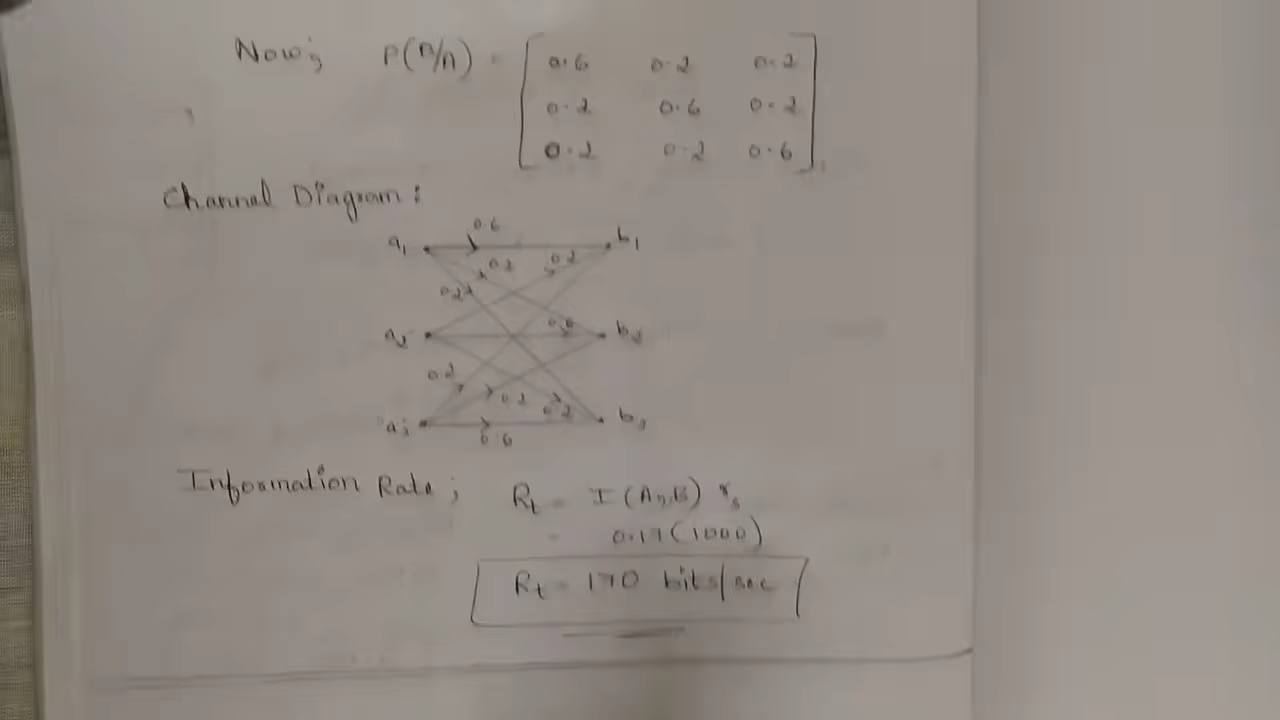 Now; P(B/A) = [ 0.6 0.2 0.2
0.2 0.6 0.2
0.2 0.2 0.6 ]
Channal Diagram:
0.6
a1 b1
0.2 0.2
0.2
0.6
a2 b2
0.2
0.2 0.2
a3 b3
0.6
Information Rate; Rt = I(A,B) rs
= 0.17(1000)
Rt = 170 bits/sec